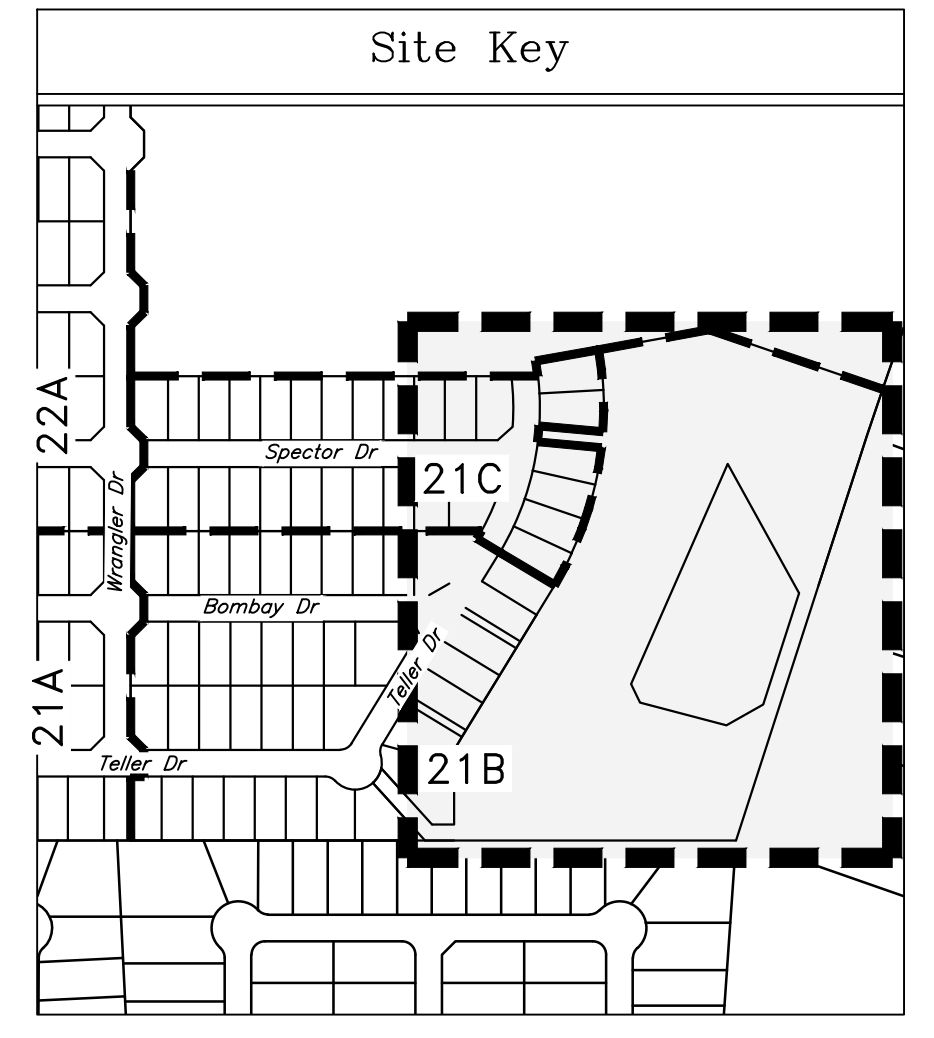 Site Key
22A
Spector Dr
21C
Wrangler Dr
Bombay Dr
Teller Dr
21A
Teller Dr
21B